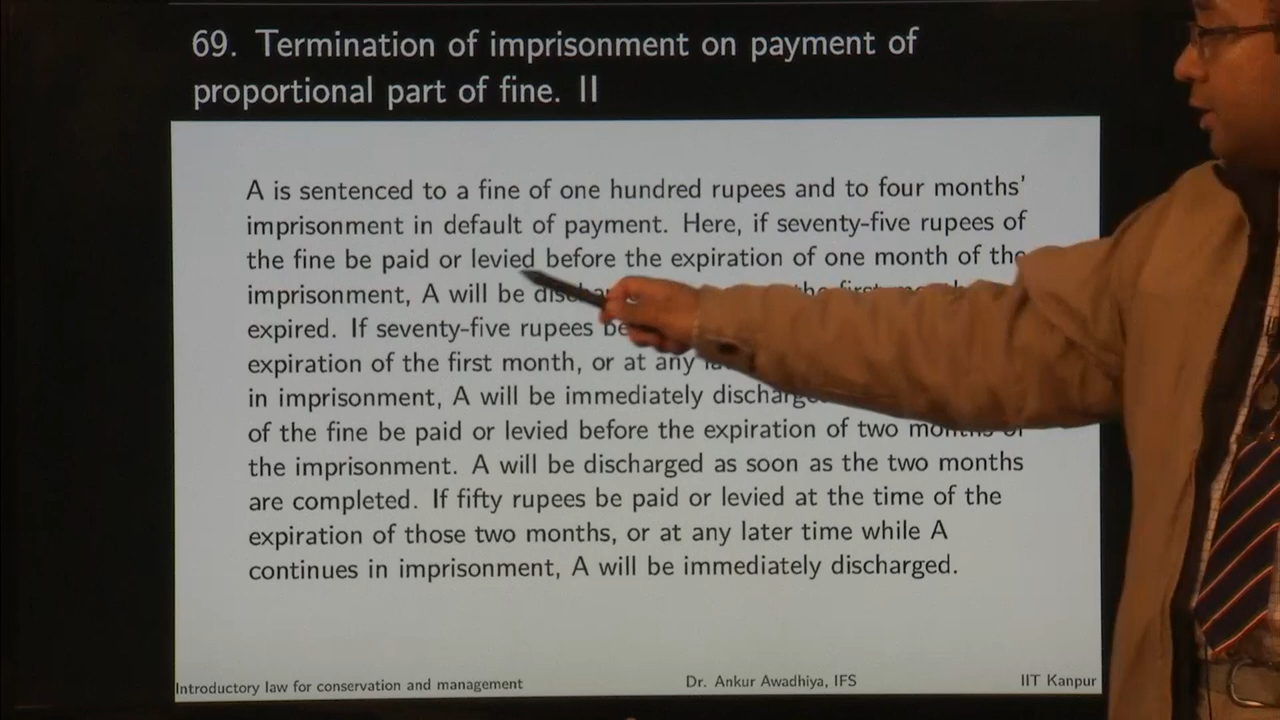 69. Termination of imprisonment on payment of
proportional part of fine. II
A is sentenced to a fine of one hundred rupees and to four months'
imprisonment in default of payment. Here, if seventy-five rupees of
the fine be paid or levied before the expiration of one month of the
imprisonment, A will be
expired. If seventy-five rupees be
expiration of the first month, or at any
in imprisonment, A will be immediately
of the fine be paid or levied before the expiration of two months of
the imprisonment. A will be discharged as soon as the two months
are completed. If fifty rupees be paid or levied at the time of the
expiration of those two months, or at any later time while A
continues in imprisonment, A will be immediately discharged.
Introductory law for conservation and management
Dr. Ankur Awadhiya, IFS
IIT Kanpur